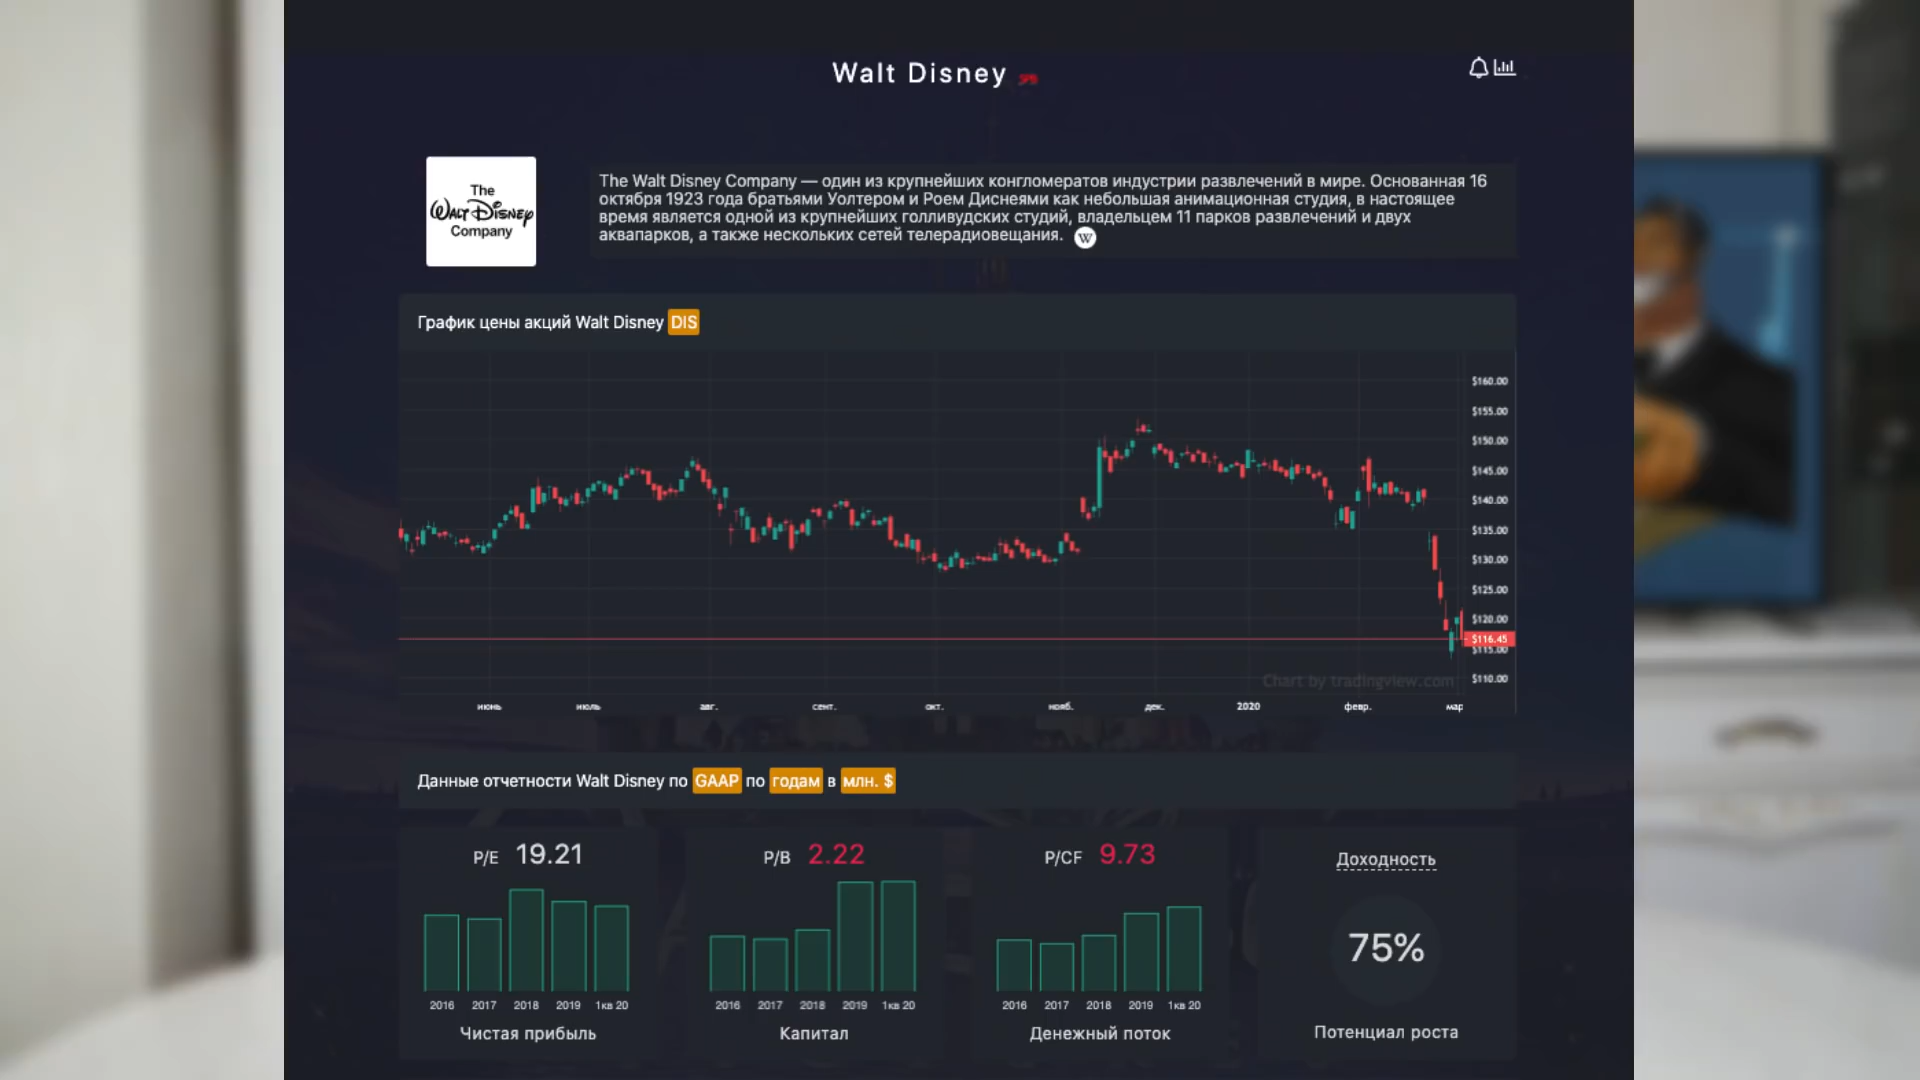 Walt Disney
The
WALT DISNEY
Company
The Walt Disney Company — один из крупнейших конгломератов индустрии развлечений в мире. Основанная 16
октября 1923 года братьями Уолтером и Роем Диснеями как небольшая анимационная студия, в настоящее
время является одной из крупнейших голливудских студий, владельцем 11 парков развлечений и двух
аквапарков, а также нескольких сетей телерадиовещания. W
График цены акций Walt Disney DIS
$160.00
$155.00
$150.00
$145.00
$140.00
$135.00
$130.00
$125.00
$120.00
$116.45
$115.00
$110.00
Chart by tradingview.com
июнь июль авг. сент. окт. нояб. дек. 2020 февр. мар
Данные отчетности Walt Disney по GAAP по годам в млн. $
P/E 19.21
2016 2017 2018 2019 1кв 20
Чистая прибыль
P/B 2.22
2016 2017 2018 2019 1кв 20
Капитал
P/CF 9.73
2016 2017 2018 2019 1кв 20
Денежный поток
Доходность
75%
Потенциал роста